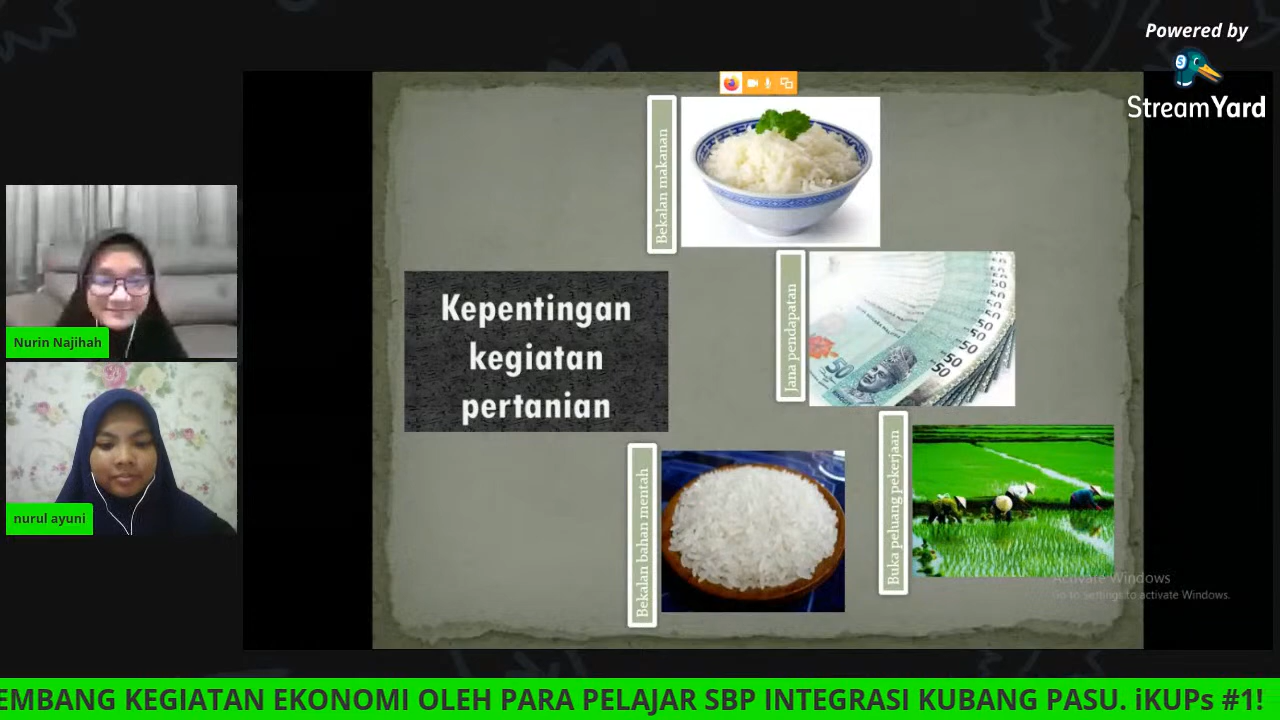 Powered by
StreamYard
Bekalan makanan
Jana pendapatan
Kepentingan
kegiatan
pertanian
Buka peluang pekerjaan
Bekalan bahan mentah
Nurin Najihah
nurul ayuni
Activate Windows
Go to Settings to activate Windows.
EMBANG KEGIATAN EKONOMI OLEH PARA PELAJAR SBP INTEGRASI KUBANG PASU. iKUPs #1!